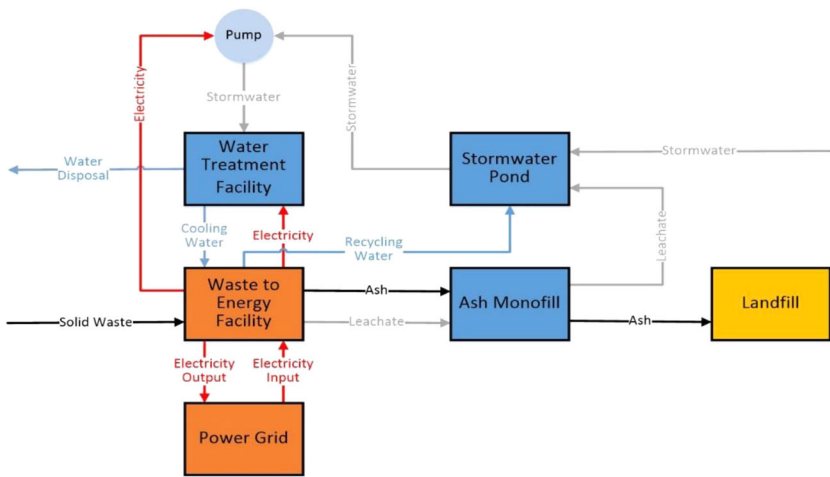 Pump
Electricity
Stormwater
Stormwater
Water
Treatment
Facility
Stormwater
Pond
Stormwater
Water
Disposal
Cooling
Water
Electricity
Recycling
Water
Leachate
Waste to
Energy
Facility
Ash
Ash Monofill
Landfill
Solid Waste
Leachate
Ash
Electricity
Output
Electricity
Input
Power Grid